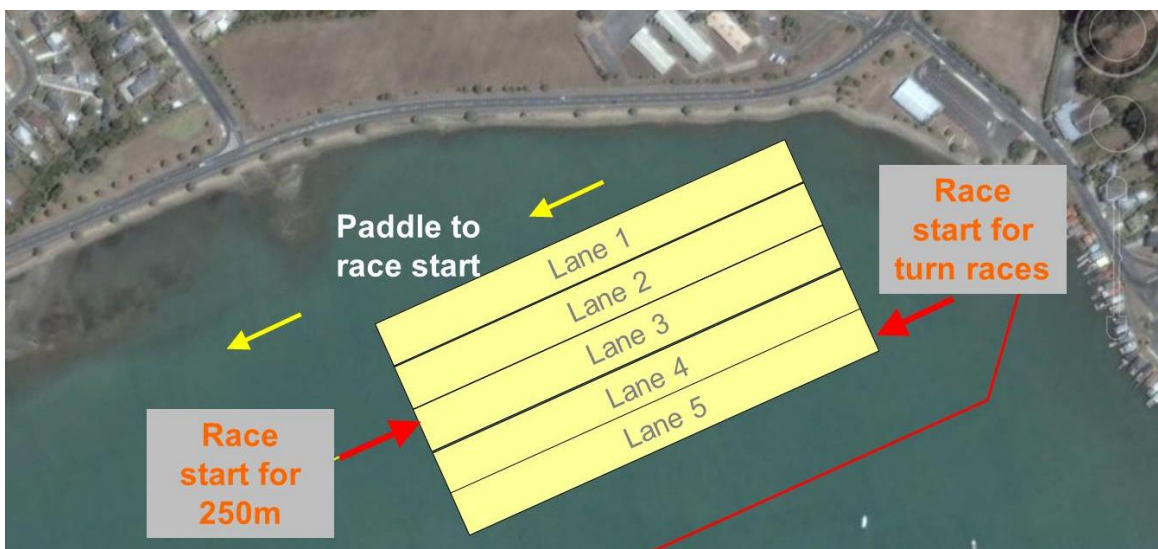 Paddle to
race start
Lane 1
Lane 2
Lane 3
Lane 4
Lane 5
Race
start for
turn races
Race
start for
250m